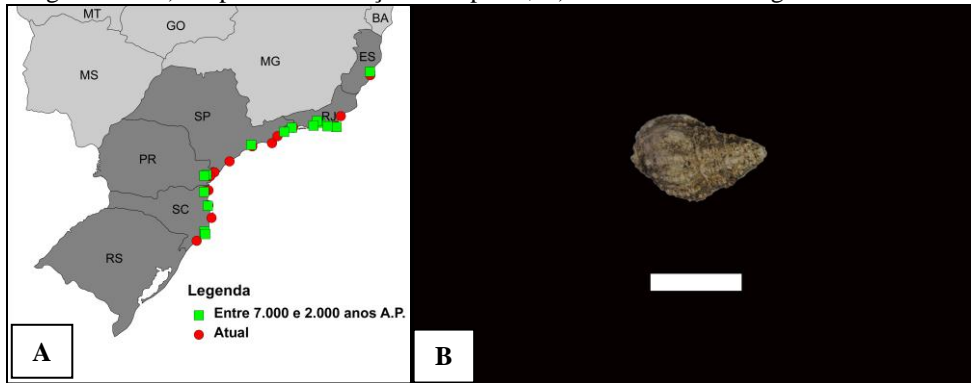 MT
GO
BA
ES
MS
MG
SP
RJ
PR
SC
RS
Legenda
Entre 7.000 e 2.000 anos A.P.
Atual
A
B